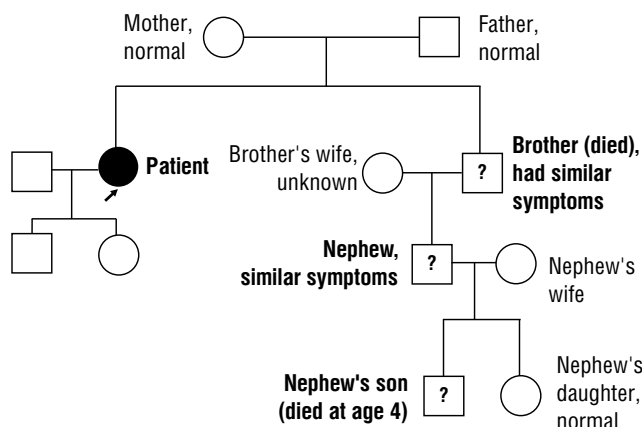 Mother,
normal
Father,
normal
Patient
Brother's wife,
unknown
?
Brother (died),
had similar
symptoms
Nephew,
similar symptoms
?
Nephew's
wife
Nephew's son
(died at age 4)
?
Nephew's
daughter,
normal